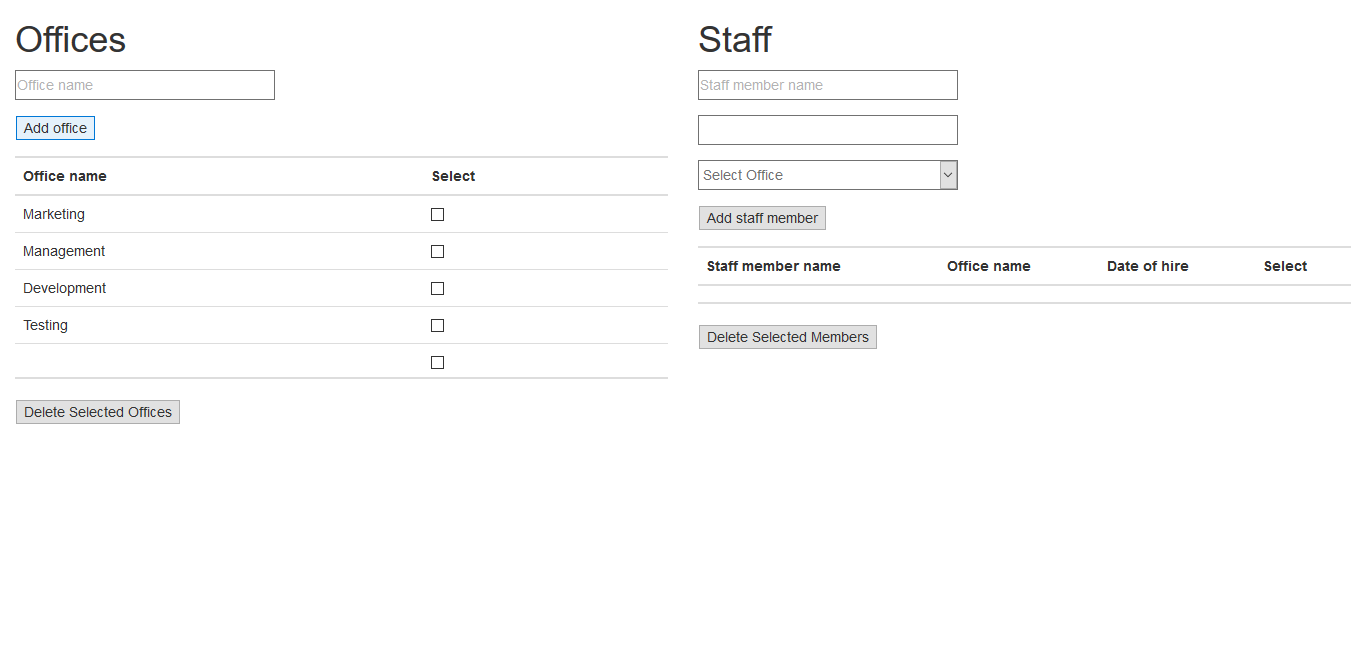 Offices
Office name
Add office
Office name Select
Marketing
Management
Development
Testing
Delete Selected Offices
Staff
Staff member name
Select Office
Add staff member
Staff member name Office name Date of hire Select
Delete Selected Members